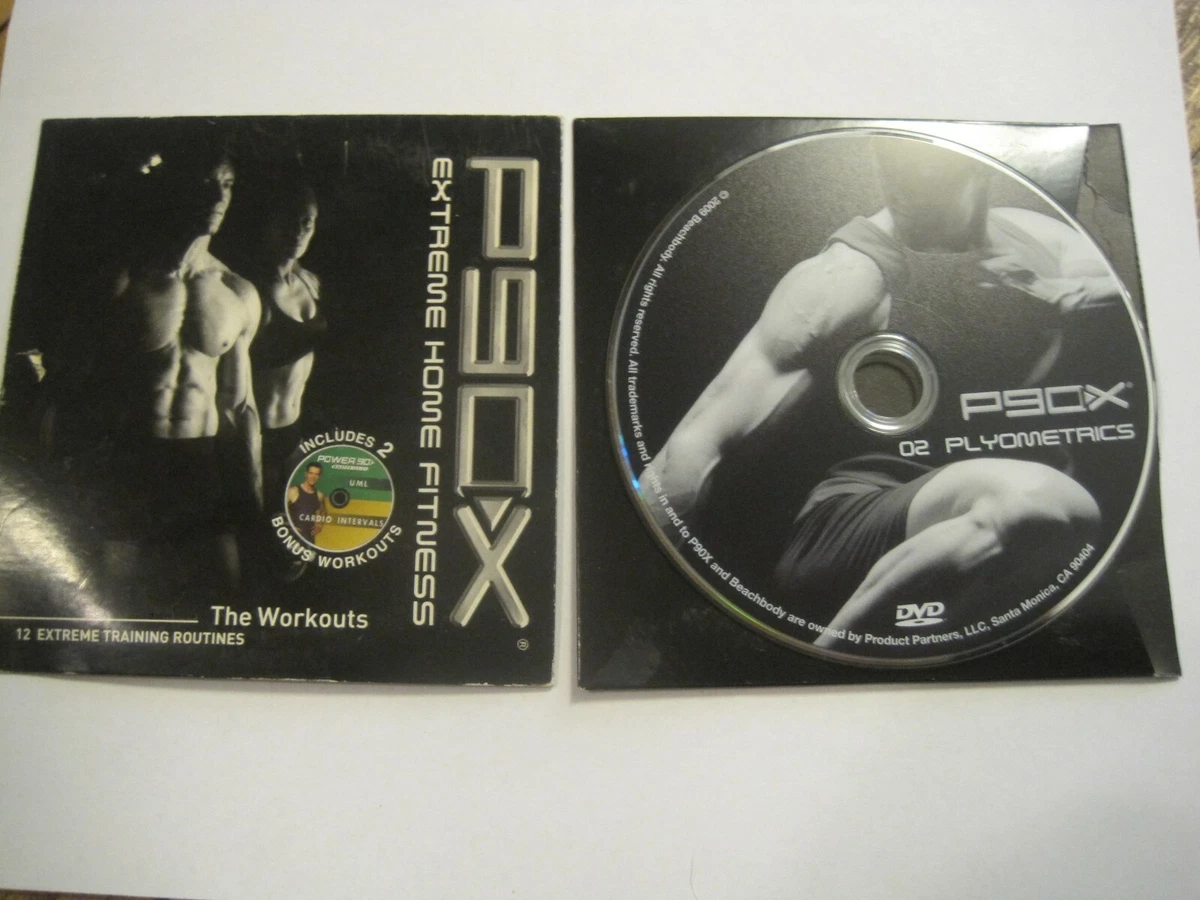 P90X®
EXTREME HOME FITNESS
INCLUDES 2
POWER 90
UML
CARDIO INTERVALS
BONUS WORKOUTS
The Workouts
12 EXTREME TRAINING ROUTINES
© 2009 Beachbody. All rights reserved. All trademarks and rights in and to P90X and Beachbody are owned by Product Partners, LLC, Santa Monica, CA 90404
P90X®
02 PLYOMETRICS
DVD